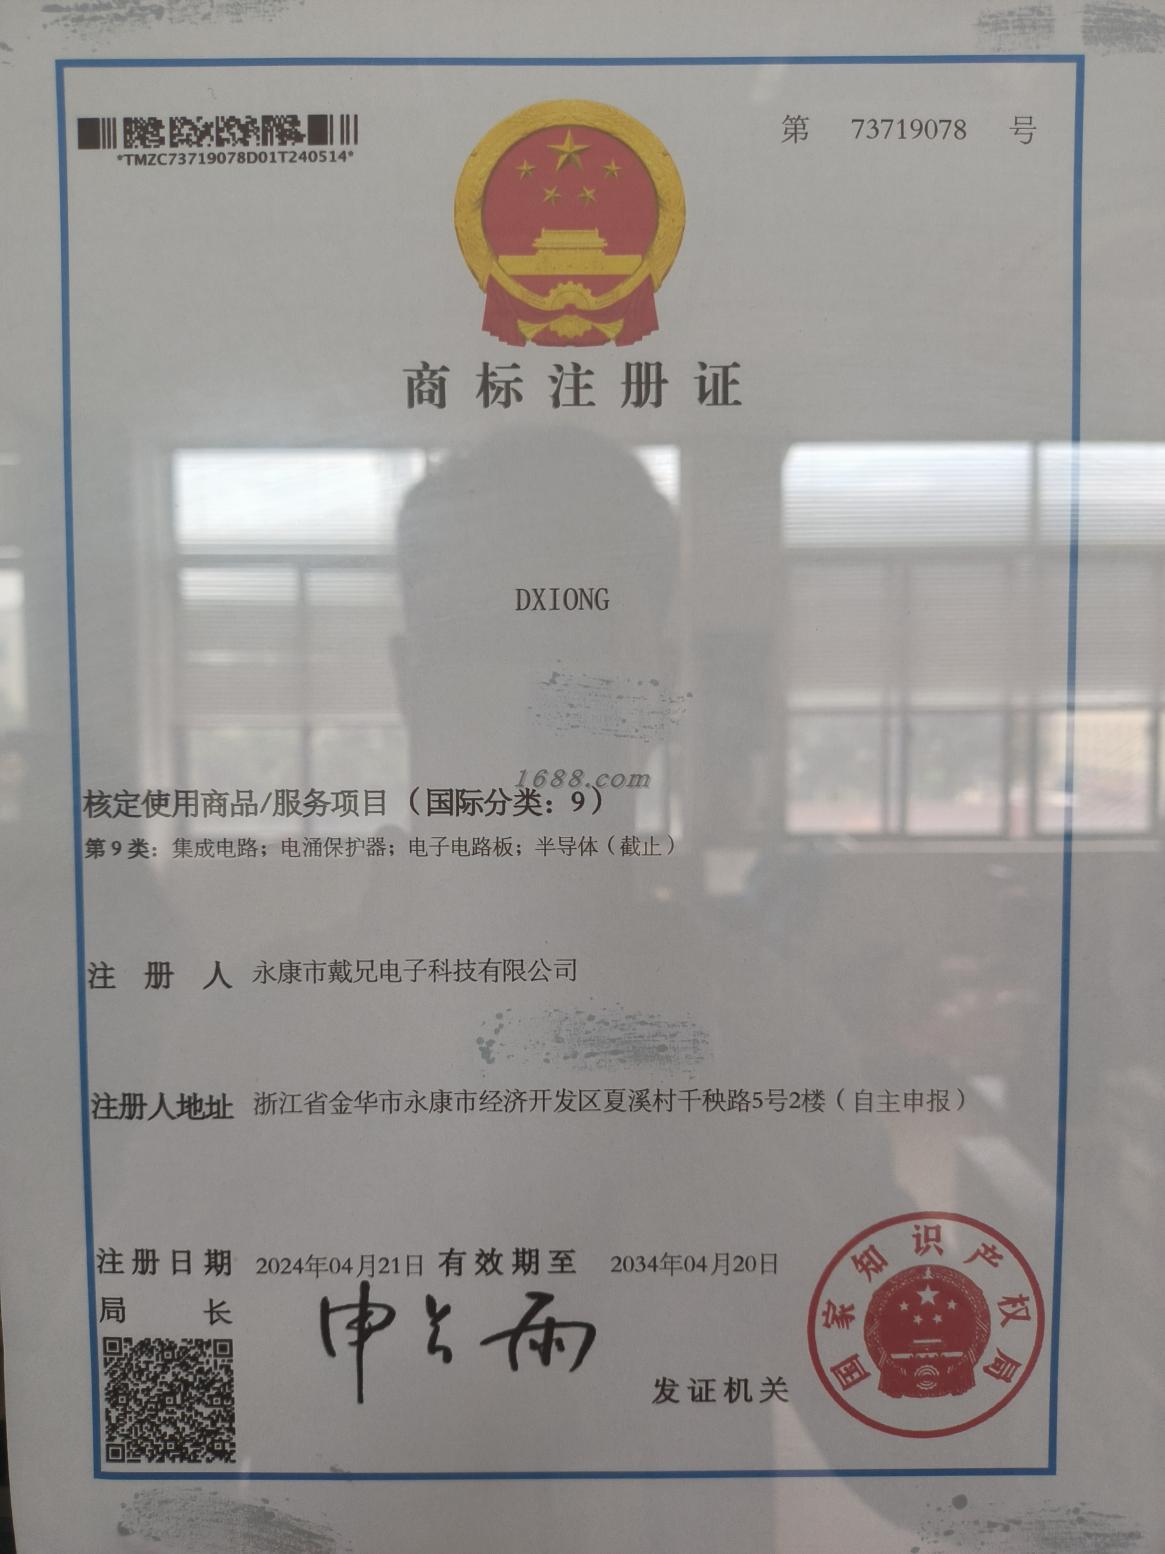 第 73719078 号
*TMZC73719078D01T240514*
商标注册证
DXIONG
1688.com
核定使用商品/服务项目（国际分类：9）
第9类：集成电路；电涌保护器；电子电路板；半导体（截止）
注册人 永康市戴兄电子科技有限公司
注册人地址 浙江省金华市永康市经济开发区夏溪村千秧路5号2楼（自主申报）
注册日期 2024年04月21日 有效期至 2034年04月20日
局长 申长雨
发证机关
国家知识产权局